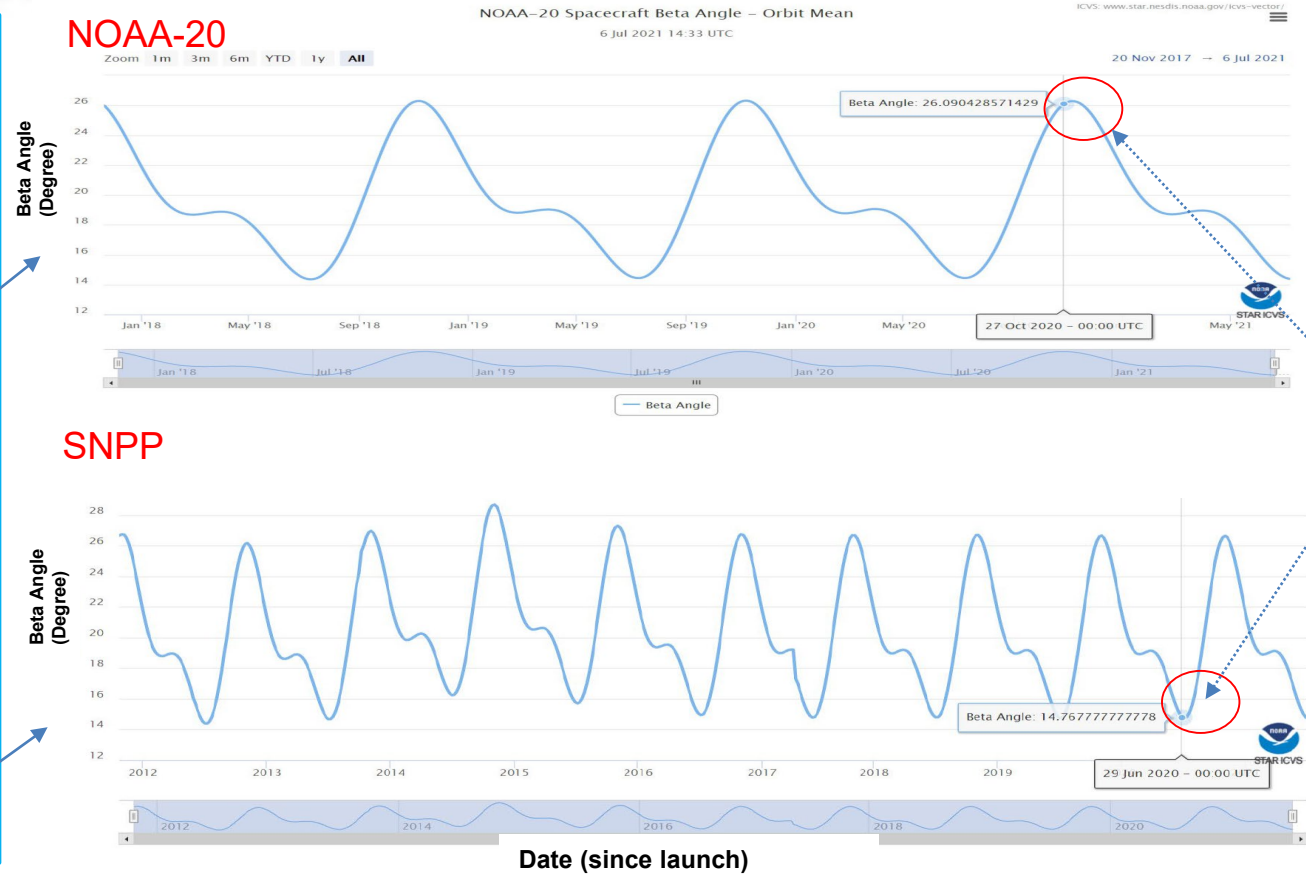 NOAA-20
NOAA-20 Spacecraft Beta Angle – Orbit Mean
ICVS: www.star.nesdis.noaa.gov/icvs-vector/
6 Jul 2021 14:33 UTC
Zoom 1m 3m 6m YTD 1y All
20 Nov 2017 → 6 Jul 2021
Beta Angle
(Degree)
26
24
22
20
18
16
14
12
Beta Angle: 26.090428571429
Jan '18 May '18 Sep '18 Jan '19 May '19 Sep '19 Jan '20 May '20 May '21
27 Oct 2020 – 00:00 UTC
noaa
STAR ICVS
Jan '18 Jul '18 Jan '19 Jul '19 Jan '20 Jul '20 Jan '21
Beta Angle
SNPP
Beta Angle
(Degree)
28
26
24
22
20
18
16
14
12
Beta Angle: 14.767777777778
2012 2013 2014 2015 2016 2017 2018 2019
29 Jun 2020 – 00:00 UTC
noaa
STAR ICVS
2012 2014 2016 2018 2020
Date (since launch)